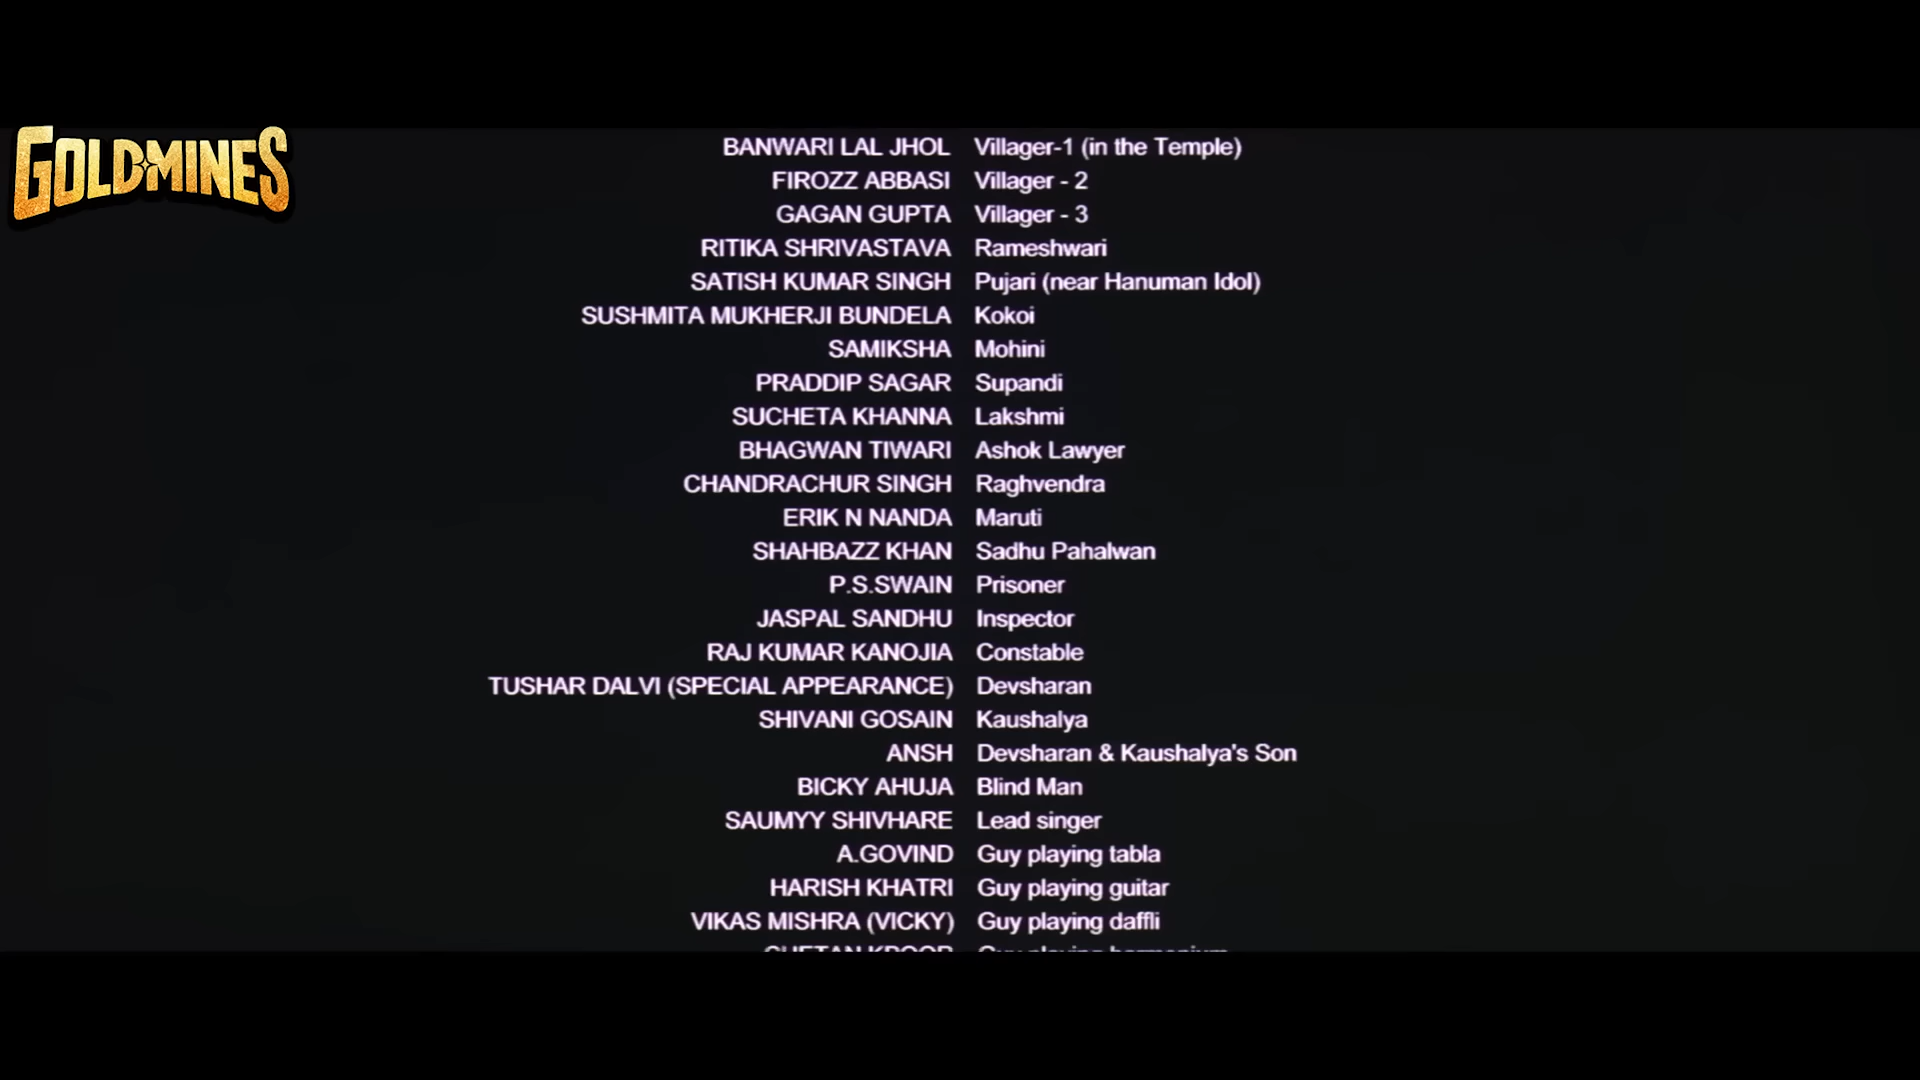 GOLDMINES
BANWARI LAL JHOL Villager-1 (in the Temple)
FIROZZ ABBASI Villager - 2
GAGAN GUPTA Villager - 3
RITIKA SHRIVASTAVA Rameshwari
SATISH KUMAR SINGH Pujari (near Hanuman Idol)
SUSHMITA MUKHERJI BUNDELA Kokoi
SAMIKSHA Mohini
PRADDIP SAGAR Supandi
SUCHETA KHANNA Lakshmi
BHAGWAN TIWARI Ashok Lawyer
CHANDRACHUR SINGH Raghvendra
ERIK N NANDA Maruti
SHAHBAZZ KHAN Sadhu Pahalwan
P.S.SWAIN Prisoner
JASPAL SANDHU Inspector
RAJ KUMAR KANOJIA Constable
TUSHAR DALVI (SPECIAL APPEARANCE) Devsharan
SHIVANI GOSAIN Kaushalya
ANSH Devsharan & Kaushalya's Son
BICKY AHUJA Blind Man
SAUMYY SHIVHARE Lead singer
A.GOVIND Guy playing tabla
HARISH KHATRI Guy playing guitar
VIKAS MISHRA (VICKY) Guy playing daffli